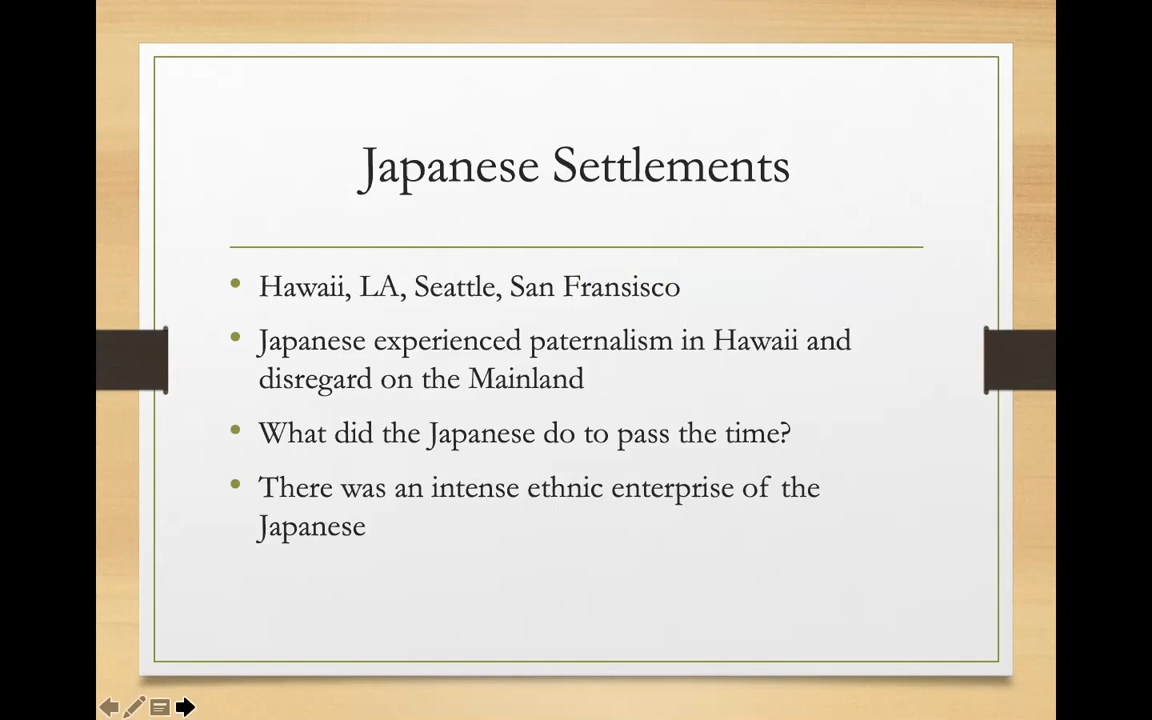 Japanese Settlements
Hawaii, LA, Seattle, San Fransisco
Japanese experienced paternalism in Hawaii and
disregard on the Mainland
What did the Japanese do to pass the time?
There was an intense ethnic enterprise of the
Japanese